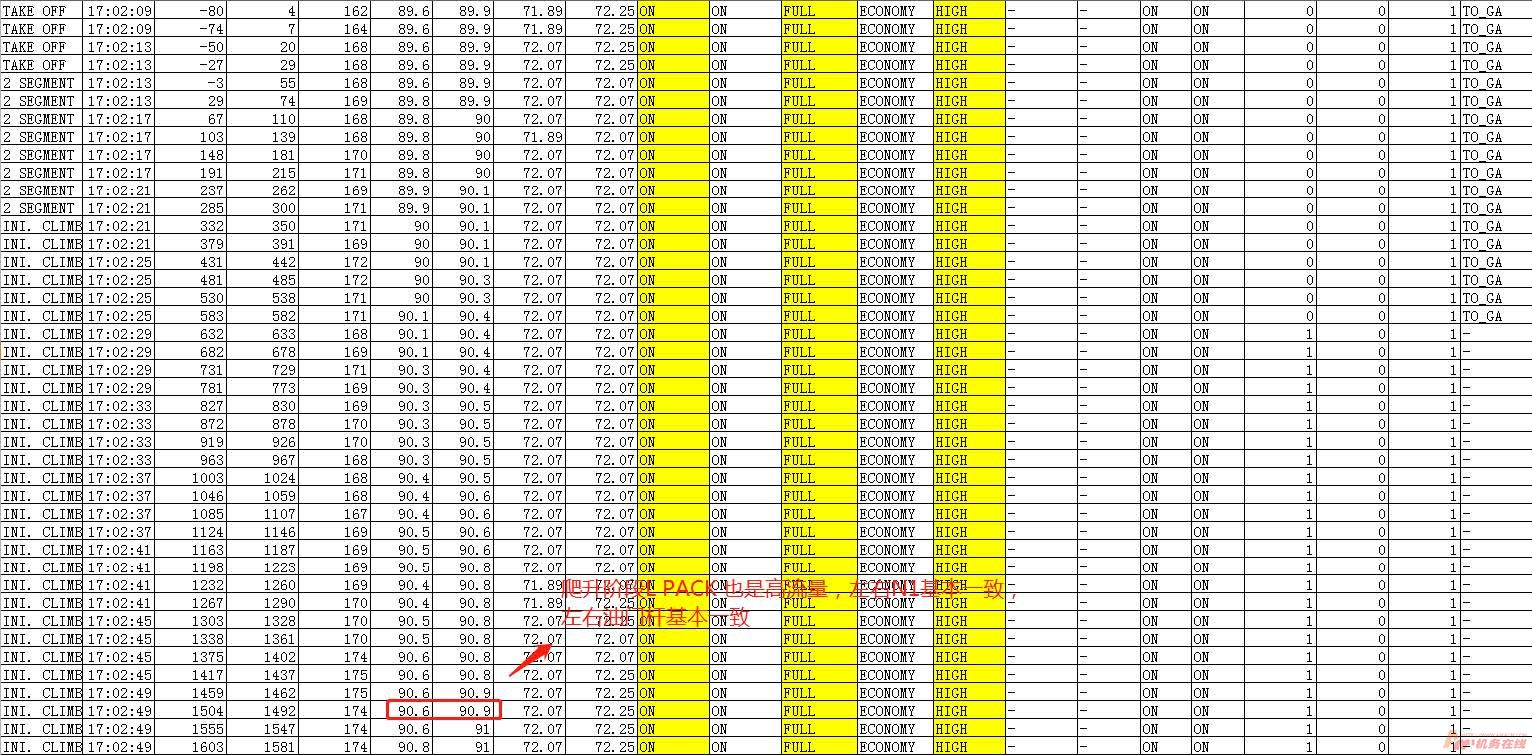 TAKE OFF 17:02:09 -80 4 162 89.6 89.9 71.89 72.25 ON ON FULL ECONOMY HIGH - - ON ON 0 0 1 TO_GA
TAKE OFF 17:02:09 -74 7 164 89.6 89.9 71.89 72.25 ON ON FULL ECONOMY HIGH - - ON ON 0 0 1 TO_GA
TAKE OFF 17:02:13 -50 20 168 89.6 89.9 72.07 72.25 ON ON FULL ECONOMY HIGH - - ON ON 0 0 1 TO_GA
TAKE OFF 17:02:13 -27 29 168 89.6 89.9 72.07 72.25 ON ON FULL ECONOMY HIGH - - ON ON 0 0 1 TO_GA
2 SEGMENT 17:02:13 -3 55 168 89.6 89.9 72.07 72.07 ON ON FULL ECONOMY HIGH - - ON ON 0 0 1 TO_GA
2 SEGMENT 17:02:13 29 74 169 89.8 89.9 72.07 72.07 ON ON FULL ECONOMY HIGH - - ON ON 0 0 1 TO_GA
2 SEGMENT 17:02:17 67 110 168 89.8 90 72.07 72.07 ON ON FULL ECONOMY HIGH - - ON ON 0 0 1 TO_GA
2 SEGMENT 17:02:17 103 139 168 89.8 90 71.89 72.07 ON ON FULL ECONOMY HIGH - - ON ON 0 0 1 TO_GA
2 SEGMENT 17:02:17 148 181 170 89.8 90 72.07 72.07 ON ON FULL ECONOMY HIGH - - ON ON 0 0 1 TO_GA
2 SEGMENT 17:02:17 191 215 171 89.8 90 72.07 72.07 ON ON FULL ECONOMY HIGH - - ON ON 0 0 1 TO_GA
2 SEGMENT 17:02:21 237 262 169 89.9 90.1 72.07 72.07 ON ON FULL ECONOMY HIGH - - ON ON 0 0 1 TO_GA
2 SEGMENT 17:02:21 285 300 171 89.9 90.1 72.07 72.07 ON ON FULL ECONOMY HIGH - - ON ON 0 0 1 TO_GA
INI. CLIMB 17:02:21 332 350 171 90 90.1 72.07 72.07 ON ON FULL ECONOMY HIGH - - ON ON 0 0 1 TO_GA
INI. CLIMB 17:02:21 379 391 169 90 90.1 72.07 72.07 ON ON FULL ECONOMY HIGH - - ON ON 0 0 1 TO_GA
INI. CLIMB 17:02:25 431 442 172 90 90.1 72.07 72.07 ON ON FULL ECONOMY HIGH - - ON ON 0 0 1 TO_GA
INI. CLIMB 17:02:25 481 485 172 90 90.3 72.07 72.07 ON ON FULL ECONOMY HIGH - - ON ON 0 0 1 TO_GA
INI. CLIMB 17:02:25 530 538 171 90 90.3 72.07 72.07 ON ON FULL ECONOMY HIGH - - ON ON 0 0 1 TO_GA
INI. CLIMB 17:02:25 583 582 171 90.1 90.4 72.07 72.07 ON ON FULL ECONOMY HIGH - - ON ON 0 0 1 TO_GA
INI. CLIMB 17:02:29 632 633 168 90.1 90.4 72.07 72.07 ON ON FULL ECONOMY HIGH - - ON ON 1 0 1 -
INI. CLIMB 17:02:29 682 678 169 90.1 90.4 72.07 72.07 ON ON FULL ECONOMY HIGH - - ON ON 1 0 1 -
INI. CLIMB 17:02:29 731 729 171 90.3 90.4 72.07 72.07 ON ON FULL ECONOMY HIGH - - ON ON 1 0 1 -
INI. CLIMB 17:02:29 781 773 169 90.3 90.4 72.07 72.07 ON ON FULL ECONOMY HIGH - - ON ON 1 0 1 -
INI. CLIMB 17:02:33 827 830 169 90.3 90.5 72.07 72.07 ON ON FULL ECONOMY HIGH - - ON ON 1 0 1 -
INI. CLIMB 17:02:33 872 878 170 90.3 90.5 72.07 72.07 ON ON FULL ECONOMY HIGH - - ON ON 1 0 1 -
INI. CLIMB 17:02:33 919 926 170 90.3 90.5 72.07 72.07 ON ON FULL ECONOMY HIGH - - ON ON 1 0 1 -
INI. CLIMB 17:02:33 963 967 168 90.3 90.5 72.07 72.07 ON ON FULL ECONOMY HIGH - - ON ON 1 0 1 -
INI. CLIMB 17:02:37 1003 1024 168 90.4 90.5 72.07 72.07 ON ON FULL ECONOMY HIGH - - ON ON 1 0 1 -
INI. CLIMB 17:02:37 1046 1059 168 90.4 90.6 72.07 72.07 ON ON FULL ECONOMY HIGH - - ON ON 1 0 1 -
INI. CLIMB 17:02:37 1085 1107 167 90.4 90.6 72.07 72.07 ON ON FULL ECONOMY HIGH - - ON ON 1 0 1 -
INI. CLIMB 17:02:37 1124 1146 169 90.5 90.6 72.07 72.07 ON ON FULL ECONOMY HIGH - - ON ON 1 0 1 -
INI. CLIMB 17:02:41 1163 1187 169 90.5 90.6 72.07 72.07 ON ON FULL ECONOMY HIGH - - ON ON 1 0 1 -
INI. CLIMB 17:02:41 1198 1223 169 90.5 90.8 72.07 72.07 ON ON FULL ECONOMY HIGH - - ON ON 1 0 1 -
INI. CLIMB 17:02:41 1232 1260 169 90.4 90.8 71.89 - - ON ON 1 0 1 -
爬升阶段L PACK 也是高流量，左右N1基本一致，
INI. CLIMB 17:02:41 1267 1290 170 90.4 90.8 71.89 72.07 ON ON FULL ECONOMY HIGH - - ON ON 1 0 1 -
左右油门杆基本一致
INI. CLIMB 17:02:45 1303 1328 170 90.5 90.8 72.07 ON FULL ECONOMY HIGH - - ON ON 1 0 1 -
INI. CLIMB 17:02:45 1338 1361 170 90.5 90.8 72.07 72.07 ON ON FULL ECONOMY HIGH - - ON ON 1 0 1 -
INI. CLIMB 17:02:45 1375 1402 174 90.6 90.8 72.07 72.07 ON ON FULL ECONOMY HIGH - - ON ON 1 0 1 -
INI. CLIMB 17:02:45 1417 1437 175 90.6 90.8 72.07 72.25 ON ON FULL ECONOMY HIGH - - ON ON 1 0 1 -
INI. CLIMB 17:02:49 1459 1462 175 90.6 90.9 72.07 72.25 ON ON FULL ECONOMY HIGH - - ON ON 1 0 1 -
INI. CLIMB 17:02:49 1504 1492 174 90.6 90.9 72.07 72.25 ON ON FULL ECONOMY HIGH - - ON ON 1 0 1 -
INI. CLIMB 17:02:49 1555 1547 174 90.6 91 72.07 72.25 ON ON FULL ECONOMY HIGH - - ON ON 1 0 1 -
INI. CLIMB 17:02:49 1603 1581 174 90.8 91 72.07 72.25 ON ON FULL ECONOMY HIGH - - ON ON 1 0 1 -
机务在线